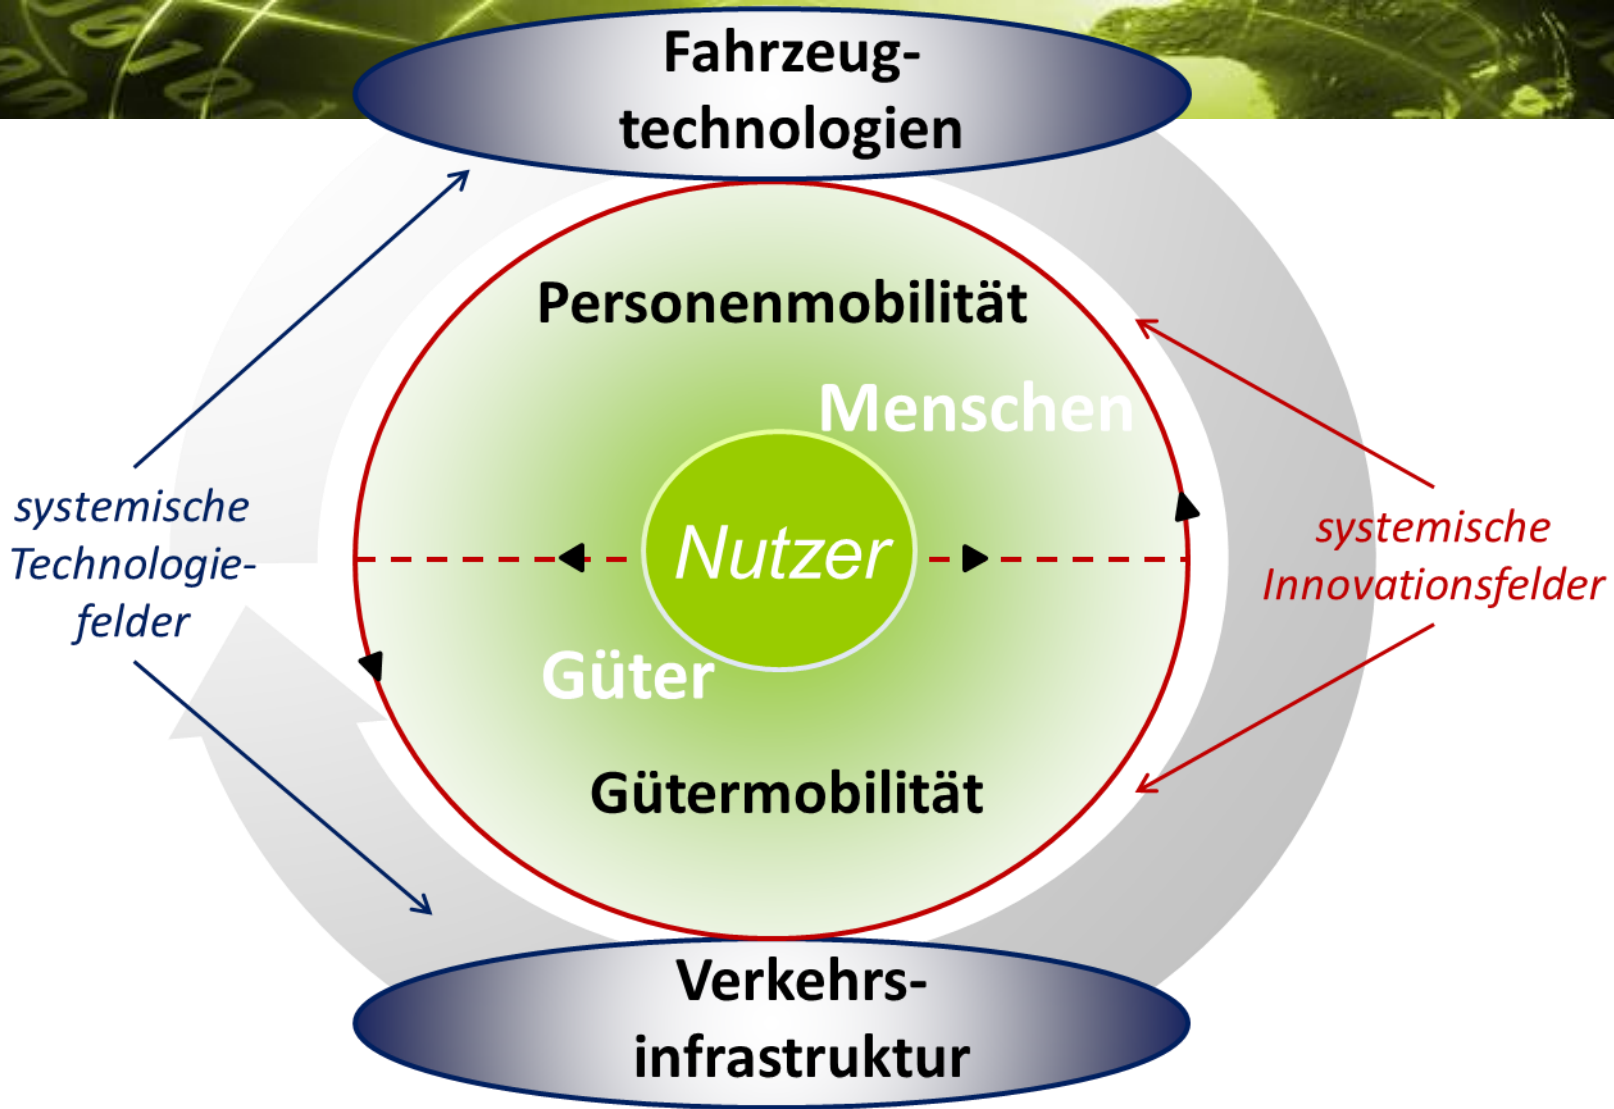 Fahrzeug-
technologien
Personenmobilität
Menschen
systemische
Technologie-
felder
Nutzer
systemische
Innovationsfelder
Güter
Gütermobilität
Verkehrs-
infrastruktur